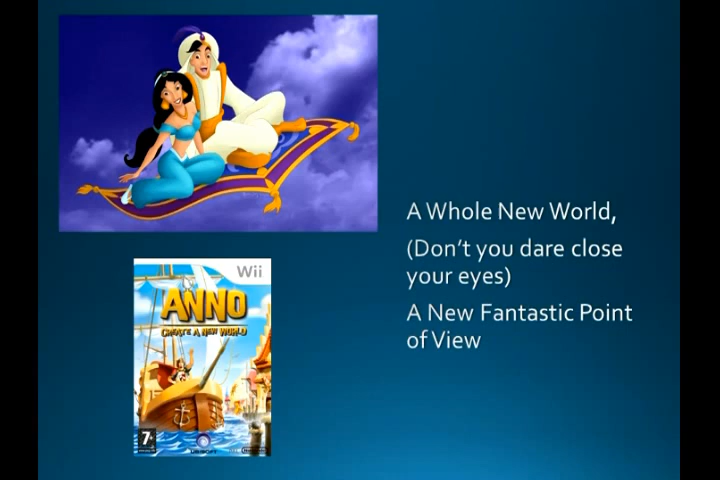 A Whole New World,
(Don't you dare close
your eyes)
A New Fantastic Point
of View
Wii
ANNO
CREATE A NEW WORLD
7
UBISOFT